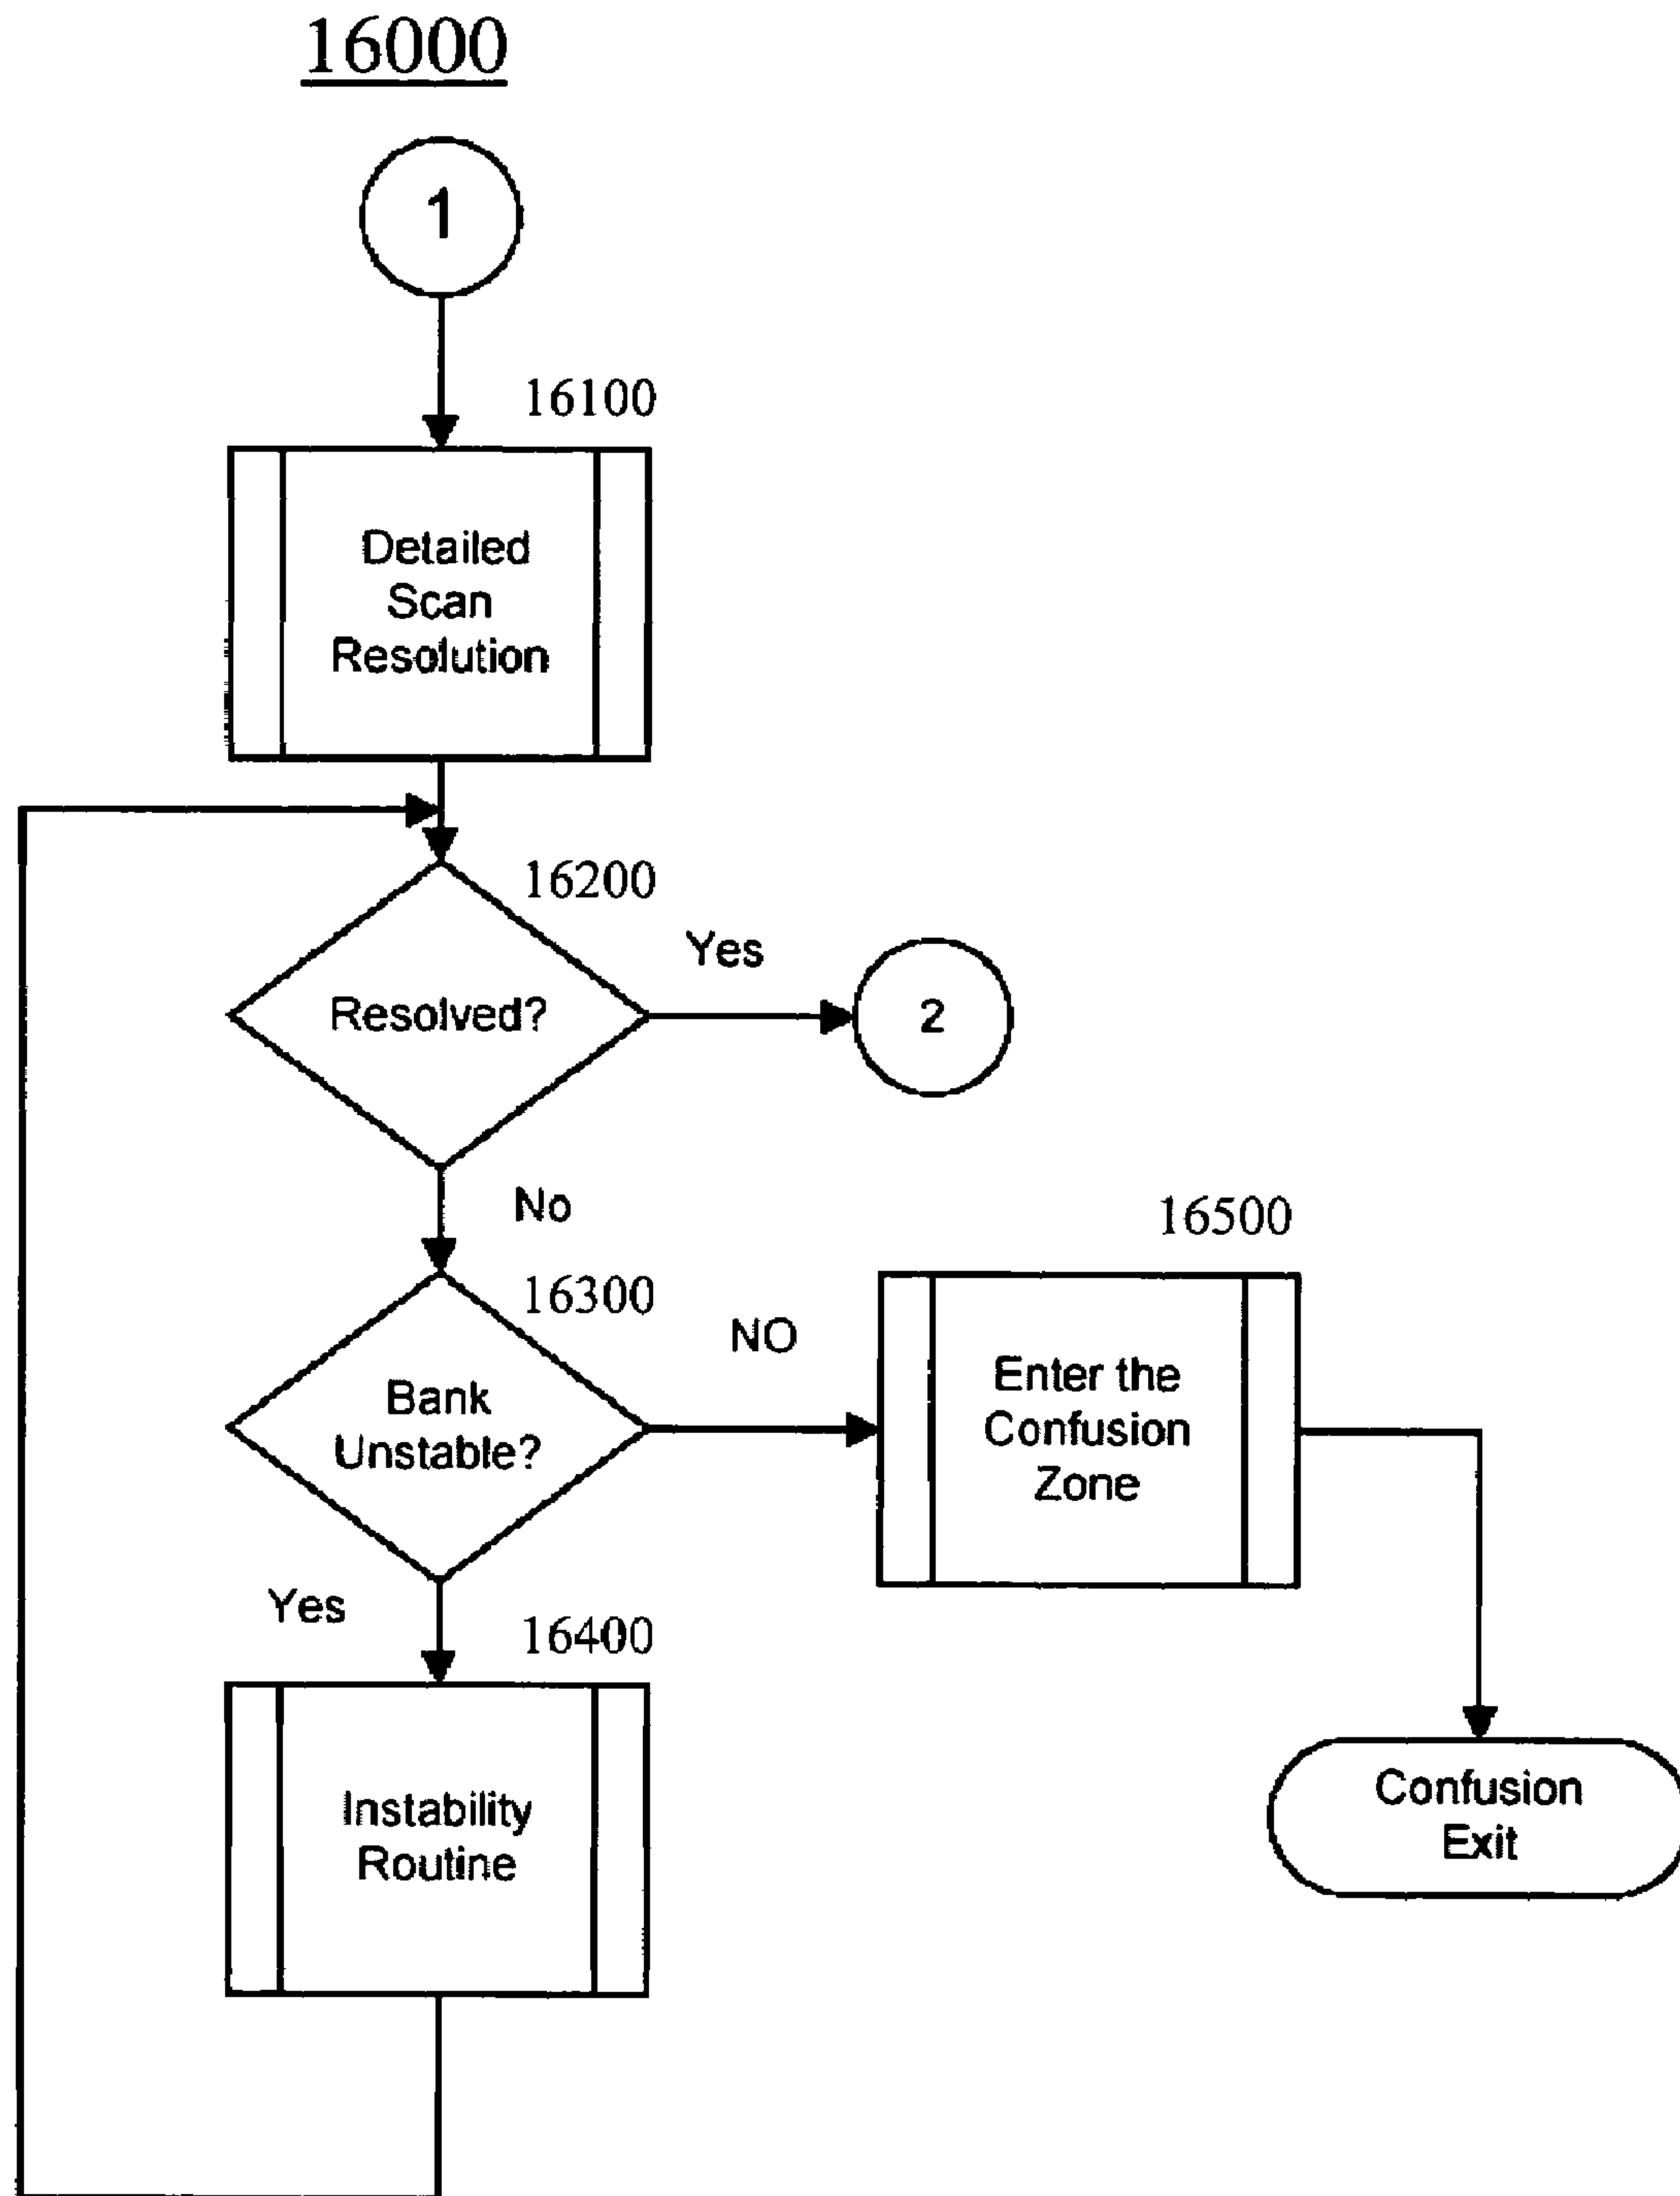 16000
1
16100
Detailed
Scan
Resolution
16200
Yes
Resolved?
2
No
16500
16300
NO
Enter the
Confusion
Zone
Bank
Unstable?
Yes
16400
Confusion
Exit
Instability
Routine